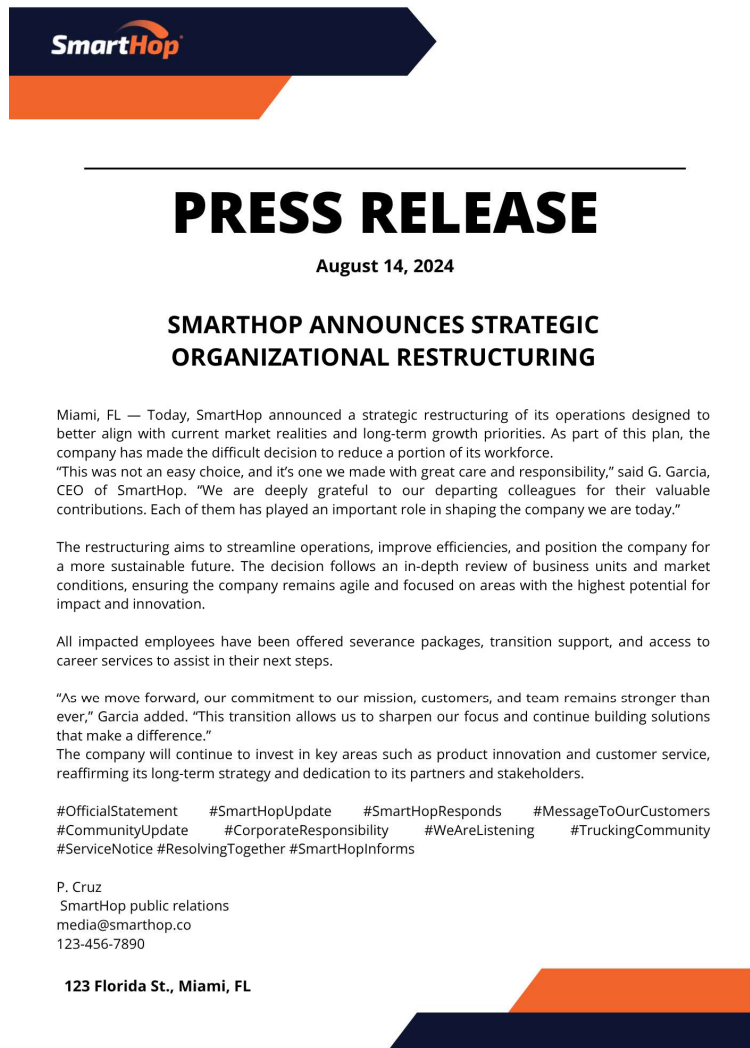 SmartHop
PRESS RELEASE
August 14, 2024
SMARTHOP ANNOUNCES STRATEGIC
ORGANIZATIONAL RESTRUCTURING
Miami, FL — Today, SmartHop announced a strategic restructuring of its operations designed to
better align with current market realities and long-term growth priorities. As part of this plan, the
company has made the difficult decision to reduce a portion of its workforce.
“This was not an easy choice, and it’s one we made with great care and responsibility,” said G. Garcia,
CEO of SmartHop. “We are deeply grateful to our departing colleagues for their valuable
contributions. Each of them has played an important role in shaping the company we are today.”
The restructuring aims to streamline operations, improve efficiencies, and position the company for
a more sustainable future. The decision follows an in-depth review of business units and market
conditions, ensuring the company remains agile and focused on areas with the highest potential for
impact and innovation.
All impacted employees have been offered severance packages, transition support, and access to
career services to assist in their next steps.
“As we move forward, our commitment to our mission, customers, and team remains stronger than
ever,” Garcia added. “This transition allows us to sharpen our focus and continue building solutions
that make a difference.”
The company will continue to invest in key areas such as product innovation and customer service,
reaffirming its long-term strategy and dedication to its partners and stakeholders.
#OfficialStatement #SmartHopUpdate #SmartHopResponds #MessageToOurCustomers
#CommunityUpdate #CorporateResponsibility #WeAreListening #TruckingCommunity
#ServiceNotice #ResolvingTogether #SmartHopInforms
P. Cruz
SmartHop public relations
media@smarthop.co
123-456-7890
123 Florida St., Miami, FL